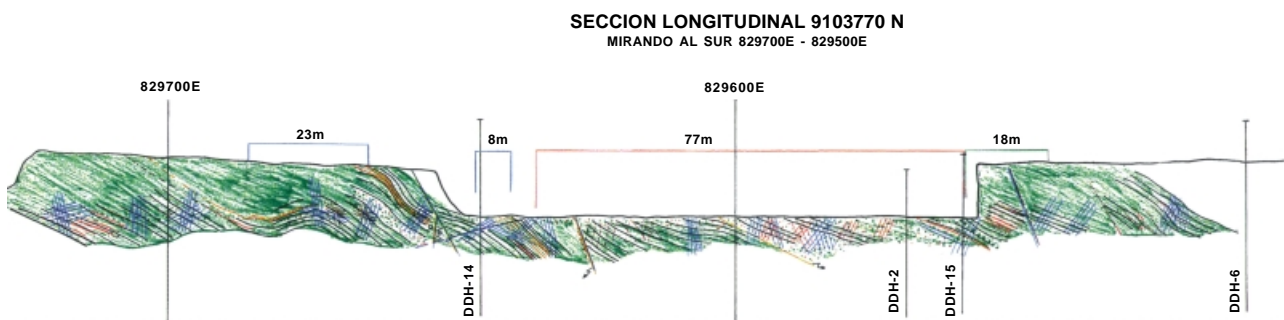 SECCION LONGITUDINAL 9103770 N
MIRANDO AL SUR 829700E - 829500E
829700E
829600E
23m
8m
77m
18m
DDH-14
DDH-2
DDH-15
DDH-6